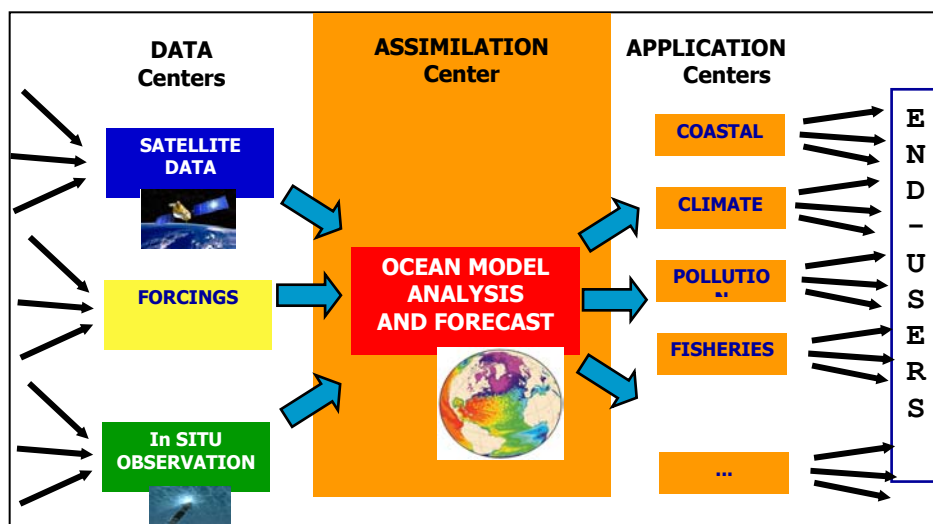 DATA
Centers
ASSIMILATION
Center
APPLICATION
Centers
SATELLITE
DATA
FORCINGS
In SITU
OBSERVATION
OCEAN MODEL
ANALYSIS
AND FORECAST
COASTAL
CLIMATE
POLLUTIO
N
FISHERIES
...
E
N
D
-
U
S
E
R
S